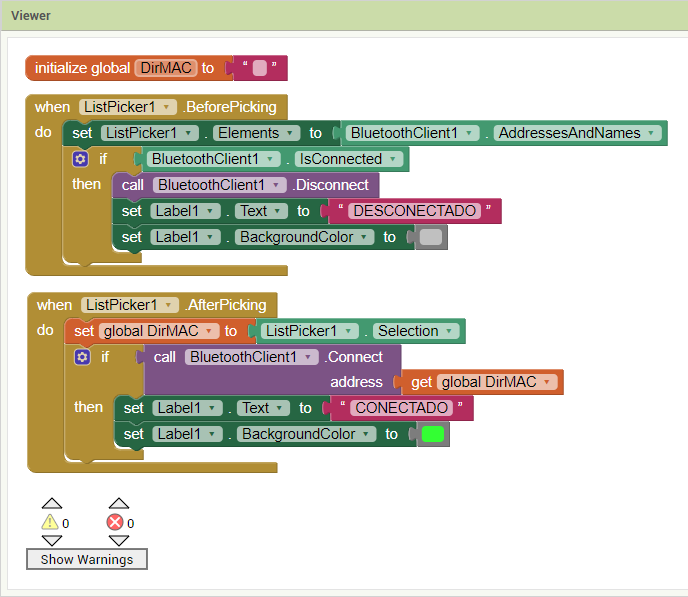 Viewer
initialize global DirMAC to “ ”
when ListPicker1 .BeforePicking
do set ListPicker1 . Elements to BluetoothClient1 . AddressesAndNames
if BluetoothClient1 . IsConnected
then call BluetoothClient1 .Disconnect
set Label1 . Text to “ DESCONECTADO ”
set Label1 . BackgroundColor to
when ListPicker1 .AfterPicking
do set global DirMAC to ListPicker1 . Selection
if call BluetoothClient1 .Connect
address get global DirMAC
then set Label1 . Text to “ CONECTADO ”
set Label1 . BackgroundColor to
0 0
Show Warnings